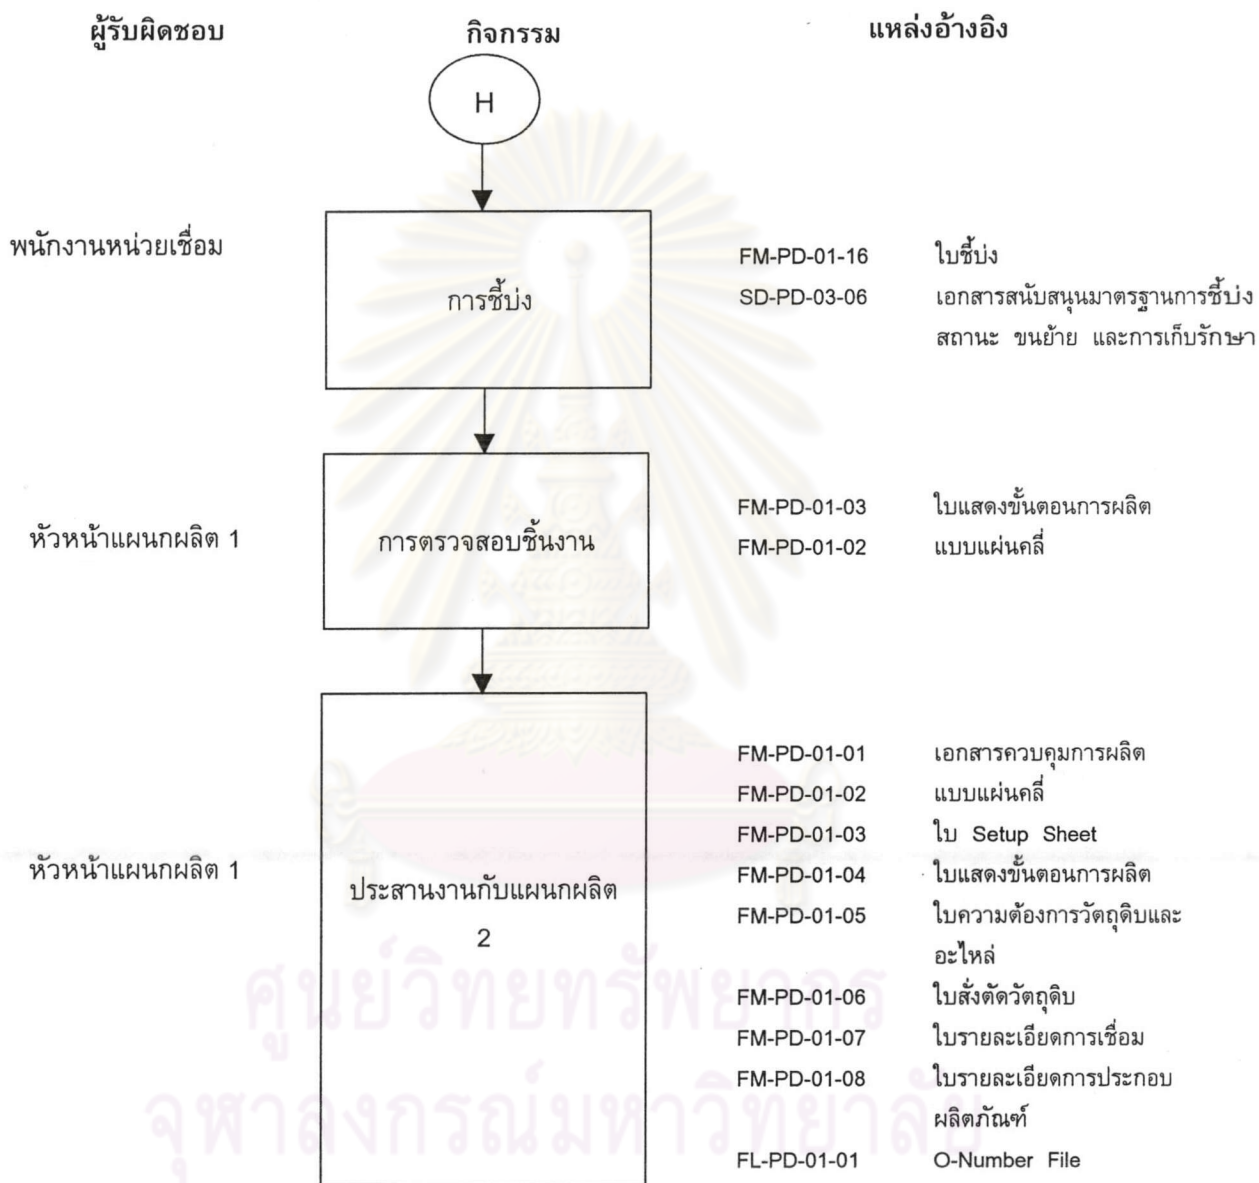 ผู้รับผิดชอบ กิจกรรม แหล่งอ้างอิง
H
พนักงานหน่วยเชื่อม
การชี้บ่ง
FM-PD-01-16 ใบชี้บ่ง
SD-PD-03-06 เอกสารสนับสนุนมาตรฐานการชี้บ่ง
สถานะ ขนย้าย และการเก็บรักษา
หัวหน้าแผนกผลิต 1
การตรวจสอบชิ้นงาน
FM-PD-01-03 ใบแสดงขั้นตอนการผลิต
FM-PD-01-02 แบบแผ่นคลี่
หัวหน้าแผนกผลิต 1
ประสานงานกับแผนกผลิต
2
FM-PD-01-01 เอกสารควบคุมการผลิต
FM-PD-01-02 แบบแผ่นคลี่
FM-PD-01-03 ใบ Setup Sheet
FM-PD-01-04 ใบแสดงขั้นตอนการผลิต
FM-PD-01-05 ใบความต้องการวัตถุดิบและ
อะไหล่
FM-PD-01-06 ใบสั่งตัดวัตถุดิบ
FM-PD-01-07 ใบรายละเอียดการเชื่อม
FM-PD-01-08 ใบรายละเอียดการประกอบ
ผลิตภัณฑ์
FL-PD-01-01 O-Number File
ศูนย์วิทยทรัพยากร
จุฬาลงกรณ์มหาวิทยาลัย